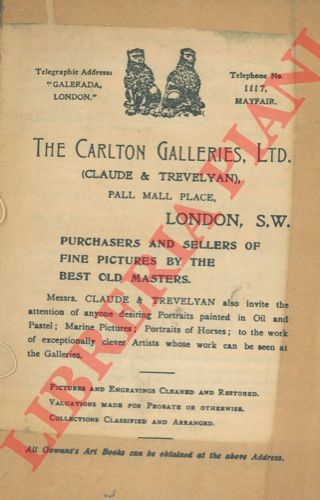 Telegraphic Address: Telephone No.
"GALERADA, 1117,
LONDON." MAYFAIR.
THE CARLTON GALLERIES, LTD.
(CLAUDE & TREVELYAN),
PALL MALL PLACE,
LONDON, S.W.
PURCHASERS AND SELLERS OF
FINE PICTURES BY THE
BEST OLD MASTERS.
Messrs. CLAUDE & TREVELYAN also invite the
attention of anyone desiring Portraits painted in Oil and
Pastel; Marine Pictures; Portraits of Horses; to the work
of exceptionally clever Artists whose work can be seen at
the Galleries.
PICTURES AND ENGRAVINGS CLEANED AND RESTORED.
VALUATIONS MADE FOR PROBATE OR OTHERWISE.
COLLECTIONS CLASSIFIED AND ARRANGED.
All Gowans's Art Books can be obtained at the above Address.
LIBRERIA PIANI
LIBRERIA PIANI
LIBRERIA PIANI